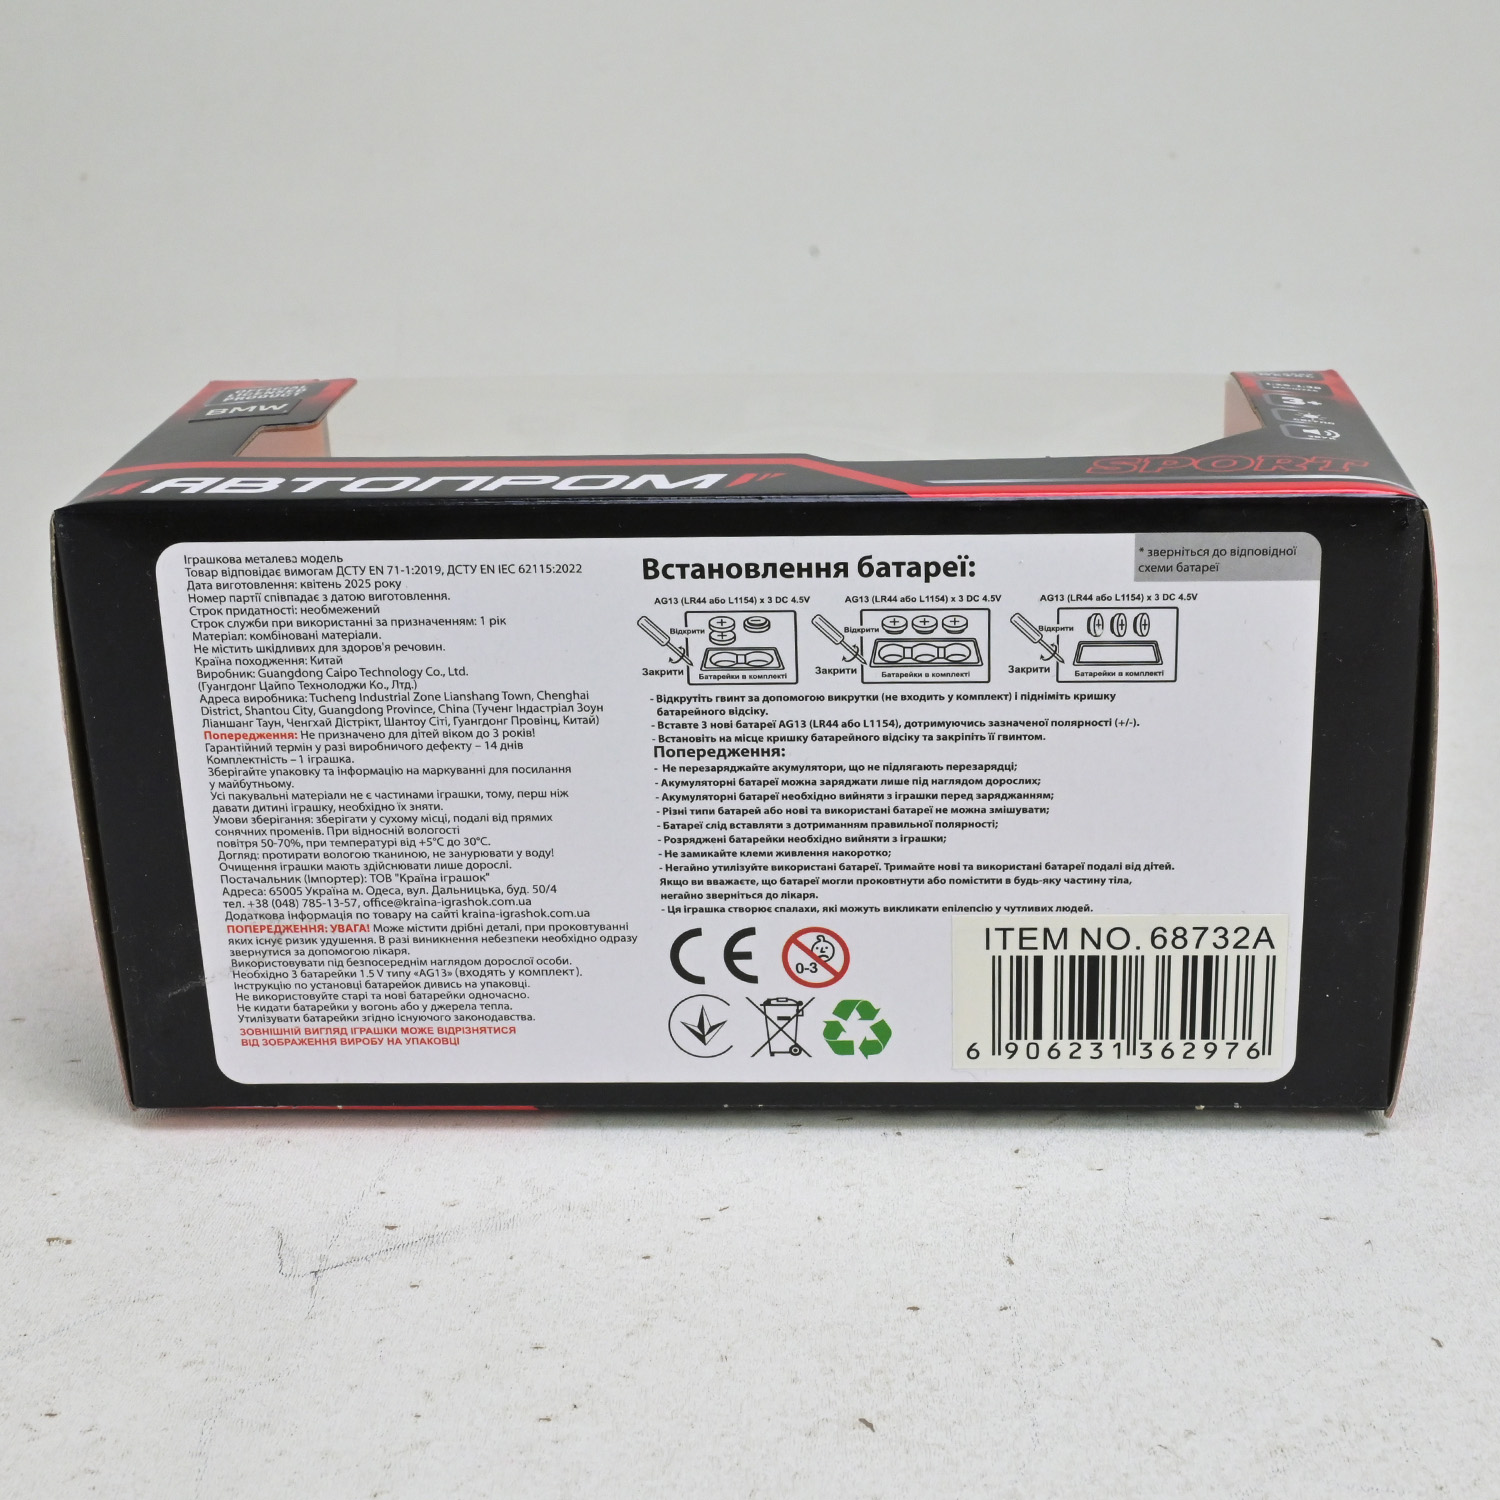 OFFICIAL
LICENSED
PRODUCT
BMW
3+
АВТОПРОМ
SPORT
Іграшкова металева модель
Товар відповідає вимогам ДСТУ EN 71-1:2019, ДСТУ EN IEC 62115:2022
Дата виготовлення: квітень 2025 року
Номер партії співпадає з датою виготовлення.
Строк придатності: необмежений
Строк служби при використанні за призначенням: 1 рік
Матеріал: комбіновані матеріали.
Не містить шкідливих для здоров'я речовин.
Країна походження: Китай
Виробник: Guangdong Caipo Technology Co., Ltd.
(Гуангдонг Цайпо Технолоджи Ко., Лтд.)
Адреса виробника: Tucheng Industrial Zone Lianshang Town, Chenghai
District, Shantou City, Guangdong Province, China (Тученг Індастріал Зоун
Ліаншанг Таун, Ченгхай Дістрікт, Шантоу Сіті, Гуангдонг Провінц, Китай)
Попередження: Не призначено для дітей віком до 3 років!
Гарантійний термін у разі виробничого дефекту – 14 днів
Комплектність – 1 іграшка.
Зберігайте упаковку та інформацію на маркуванні для посилання
у майбутньому.
Усі пакувальні матеріали не є частинами іграшки, тому, перш ніж
давати дитині іграшку, необхідно їх зняти.
Умови зберігання: зберігати у сухому місці, подалі від прямих
сонячних променів. При відносній вологості
повітря 50-70%, при температурі від +5°C до 30°C.
Догляд: протирати вологою тканиною, не занурювати у воду!
Очищення іграшки мають здійснювати лише дорослі.
Постачальник (Імпортер): ТОВ "Країна іграшок"
Адреса: 65005 Україна м. Одеса, вул. Дальницька, буд. 50/4
тел. +38 (048) 785-13-57, office@kraina-igrashok.com.ua
Додаткова інформація по товару на сайті kraina-igrashok.com.ua
ПОПЕРЕДЖЕННЯ: УВАГА! Може містити дрібні деталі, при проковтуванні
яких існує ризик удушення. В разі виникнення небезпеки необхідно одразу
звернутися за допомогою лікаря.
Використовувати під безпосереднім наглядом дорослої особи.
Необхідно 3 батарейки 1.5 V типу «AG13» (входять у комплект).
Інструкцію по установці батарейок дивись на упаковці.
Не використовуйте старі та нові батарейки одночасно.
Не кидати батарейки у вогонь або у джерела тепла.
Утилізувати батарейки згідно існуючого законодавства.
ЗОВНІШНІЙ ВИГЛЯД ІГРАШКИ МОЖЕ ВІДРІЗНЯТИСЯ
ВІД ЗОБРАЖЕННЯ ВИРОБУ НА УПАКОВЦІ
Встановлення батареї:
* зверніться до відповідної
схеми батареї
AG13 (LR44 або L1154) x 3 DC 4.5V
Відкрити
Закрити
Батарейки в комплекті
AG13 (LR44 або L1154) x 3 DC 4.5V
Відкрити
Закрити
Батарейки в комплекті
AG13 (LR44 або L1154) x 3 DC 4.5V
Відкрити
Закрити
Батарейки в комплекті
- Відкрутіть гвинт за допомогою викрутки (не входить у комплект) і підніміть кришку
батарейного відсіку.
- Вставте 3 нові батареї AG13 (LR44 або L1154), дотримуючись зазначеної полярності (+/-).
- Встановіть на місце кришку батарейного відсіку та закріпіть її гвинтом.
Попередження:
- Не перезаряджайте акумулятори, що не підлягають перезарядці;
- Акумуляторні батареї можна заряджати лише під наглядом дорослих;
- Акумуляторні батареї необхідно вийняти з іграшки перед заряджанням;
- Різні типи батарей або нові та використані батареї не можна змішувати;
- Батареї слід вставляти з дотриманням правильної полярності;
- Розряджені батарейки необхідно вийняти з іграшки;
- Не замикайте клеми живлення накоротко;
- Негайно утилізуйте використані батареї. Тримайте нові та використані батареї подалі від дітей.
Якщо ви вважаєте, що батареї могли проковтнути або помістити в будь-яку частину тіла,
негайно зверніться до лікаря.
- Ця іграшка створює спалахи, які можуть викликати епілепсію у чутливих людей.
CE
0-3
ITEM NO. 68732A
6 906231 362976